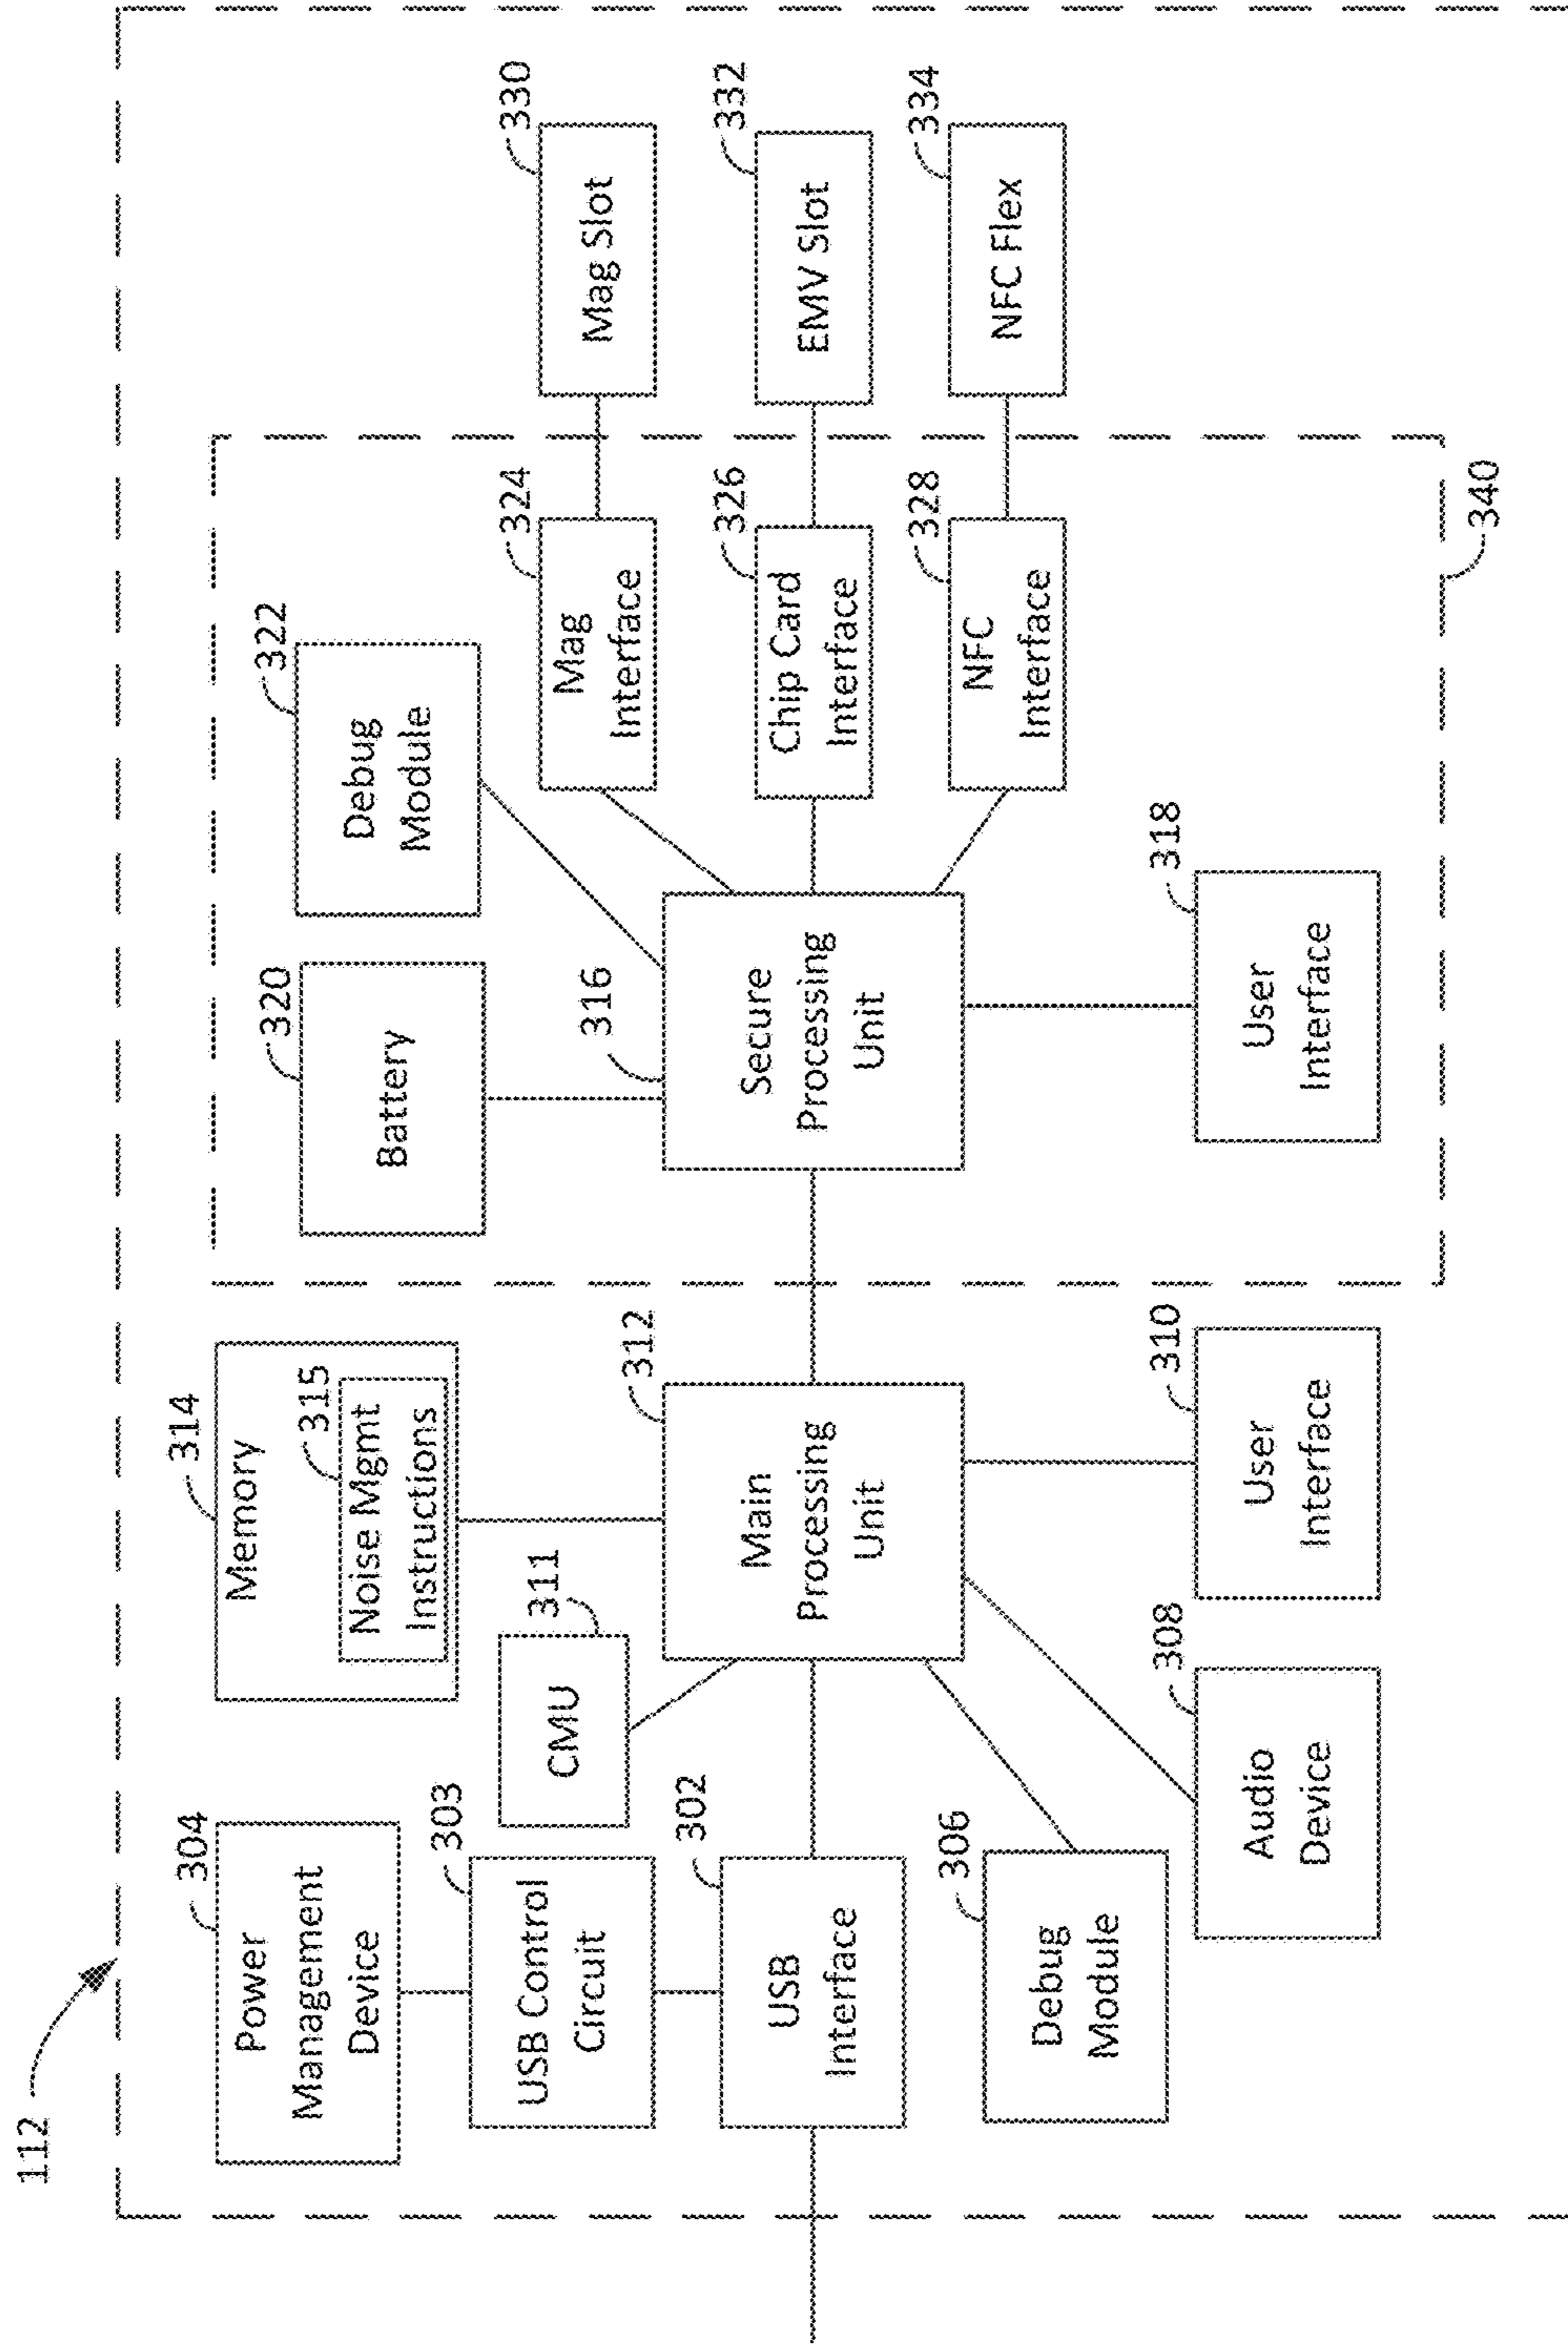 112
304
Power
Management
Device
303
USB Control
Circuit
302
USB
Interface
306
Debug
Module
308
Audio
Device
310
User
Interface
311
CMU
312
Main
Processing
Unit
314
Memory
315
Noise Mgmt
Instructions
316
Secure
Processing
Unit
318
User
Interface
320
Battery
322
Debug
Module
324
Mag
Interface
326
Chip Card
Interface
328
NFC
Interface
330
Mag Slot
332
EMV Slot
334
NFC Flex
340